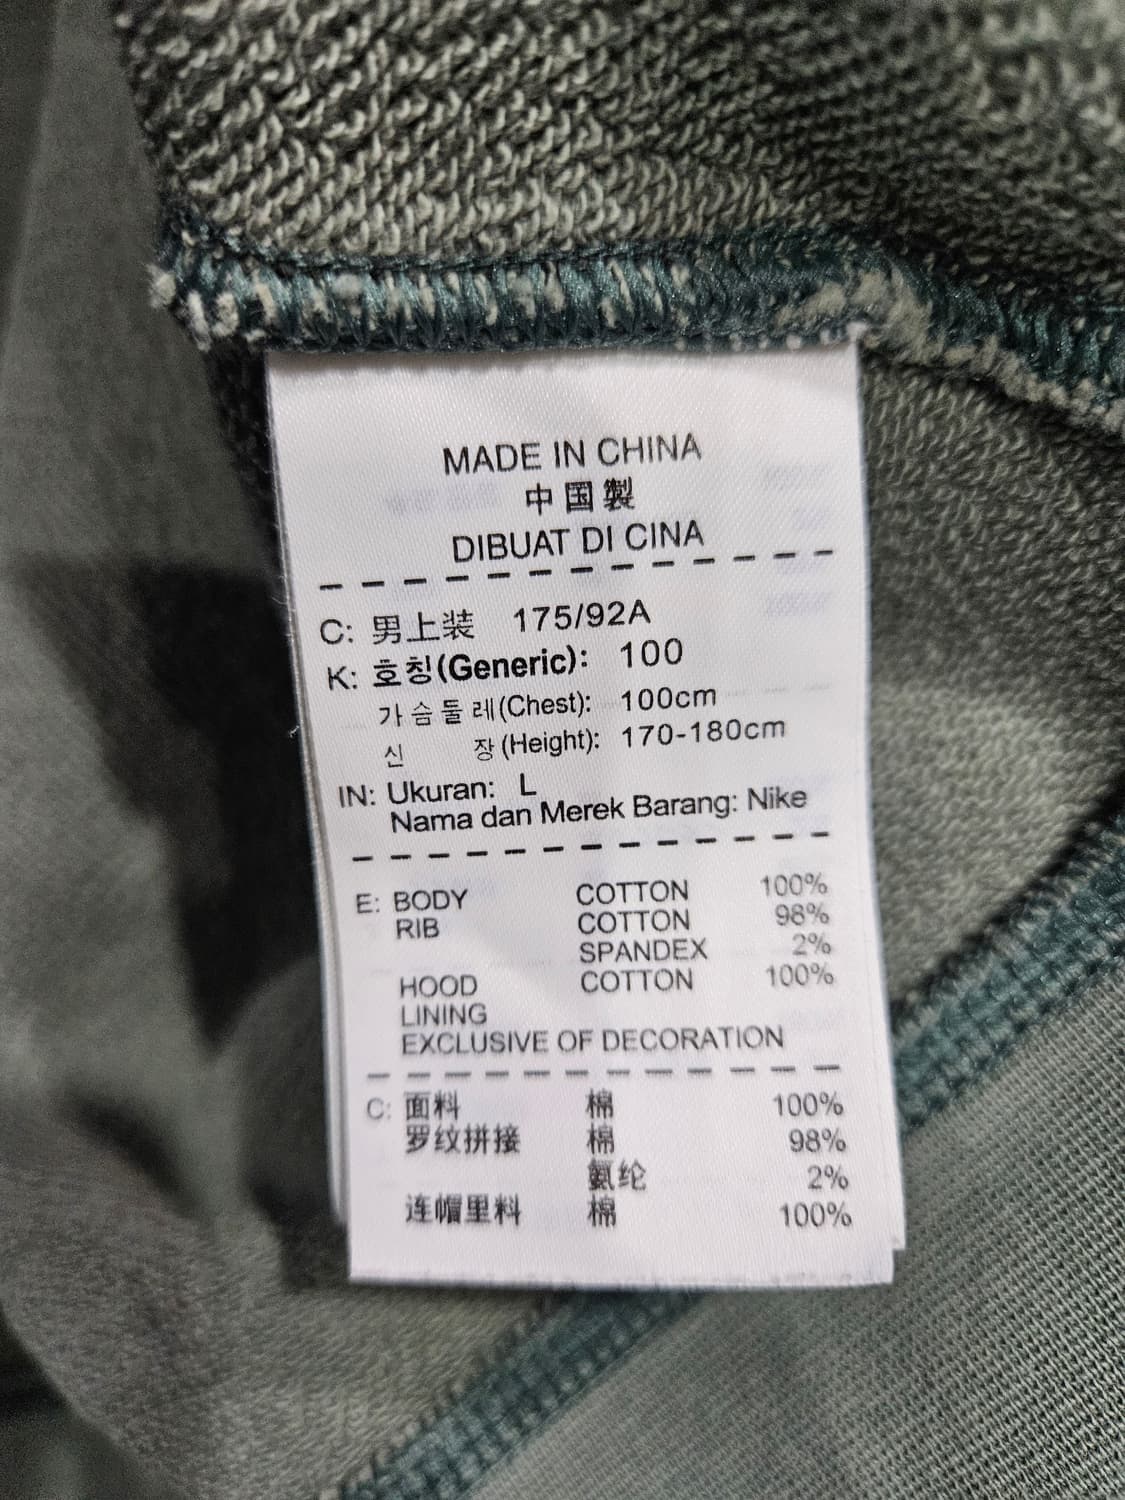 MADE IN CHINA
中国製
DIBUAT DI CINA
C: 男上装 175/92A
K: 호칭(Generic): 100
가슴둘레(Chest): 100cm
신 장(Height): 170-180cm
IN: Ukuran: L
Nama dan Merek Barang: Nike
E: BODY COTTON 100%
RIB COTTON 98%
SPANDEX 2%
HOOD COTTON 100%
LINING
EXCLUSIVE OF DECORATION
C: 面料 棉 100%
罗纹拼接 棉 98%
氨纶 2%
连帽里料 棉 100%